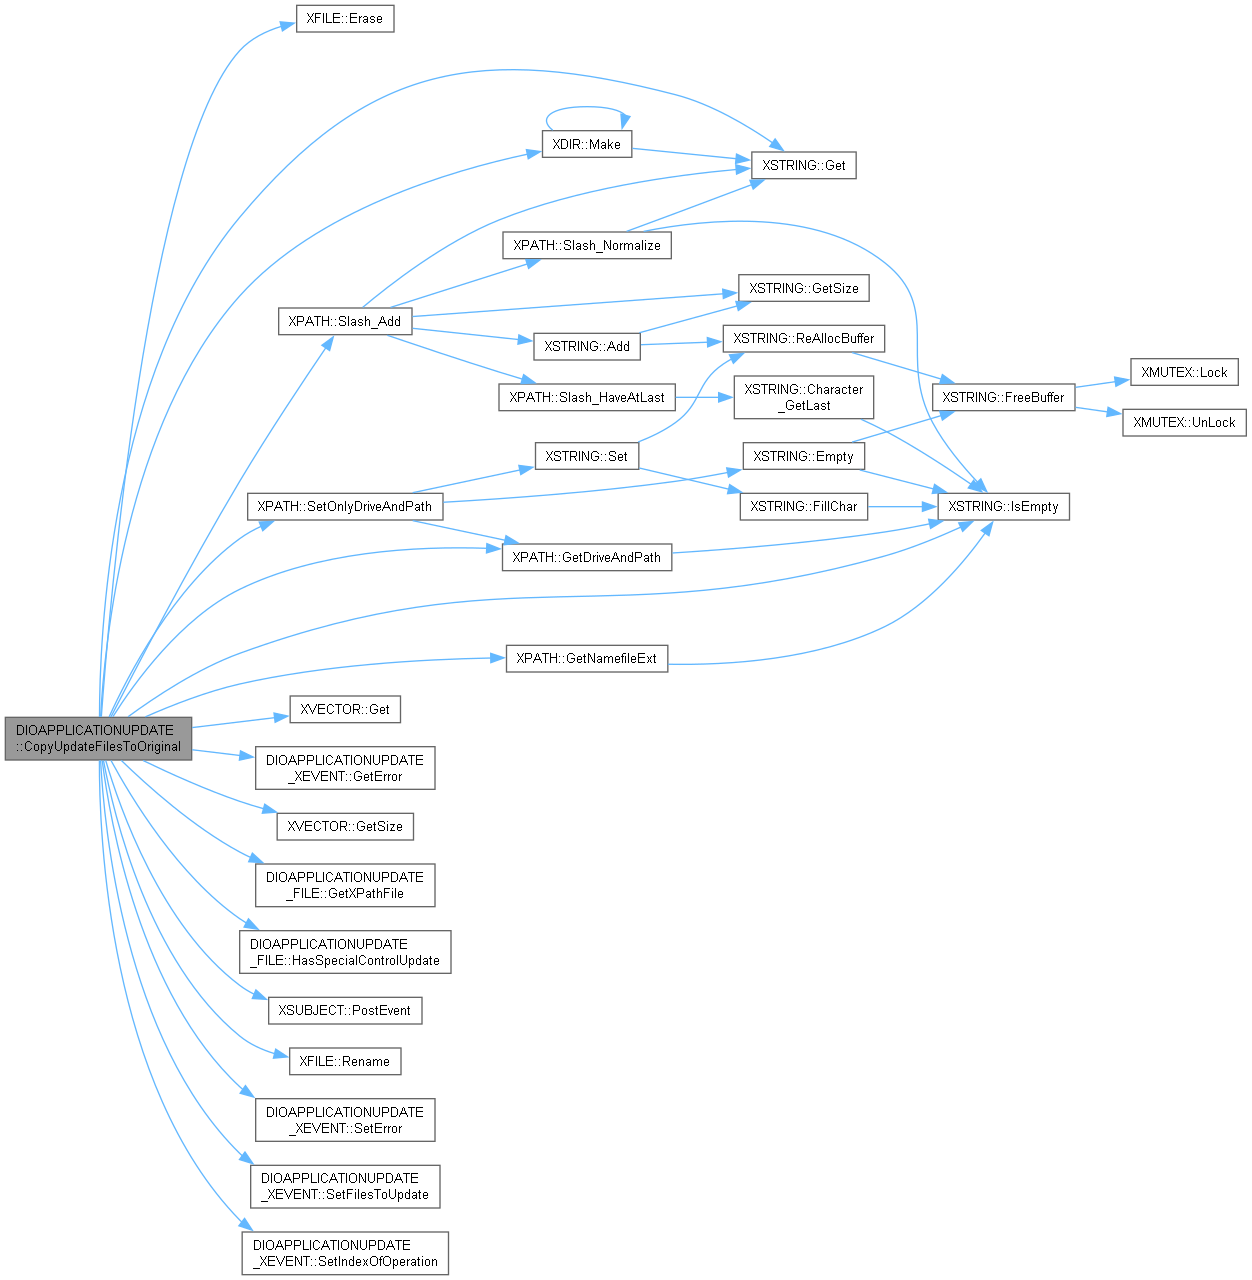 XFILE::Erase
XDIR::Make
XSTRING::Get
XPATH::Slash_Normalize
XSTRING::GetSize
XPATH::Slash_Add
XSTRING::ReAllocBuffer
XSTRING::Add
XMUTEX::Lock
XPATH::Slash_HaveAtLast
XSTRING::Character
_GetLast
XSTRING::FreeBuffer
XMUTEX::UnLock
XSTRING::Set
XSTRING::Empty
XPATH::SetOnlyDriveAndPath
XSTRING::FillChar
XSTRING::IsEmpty
XPATH::GetDriveAndPath
XPATH::GetNamefileExt
XVECTOR::Get
DIOAPPLICATIONUPDATE
::CopyUpdateFilesToOriginal
DIOAPPLICATIONUPDATE
_XEVENT::GetError
XVECTOR::GetSize
DIOAPPLICATIONUPDATE
_FILE::GetXPathFile
DIOAPPLICATIONUPDATE
_FILE::HasSpecialControlUpdate
XSUBJECT::PostEvent
XFILE::Rename
DIOAPPLICATIONUPDATE
_XEVENT::SetError
DIOAPPLICATIONUPDATE
_XEVENT::SetFilesToUpdate
DIOAPPLICATIONUPDATE
_XEVENT::SetIndexOfOperation